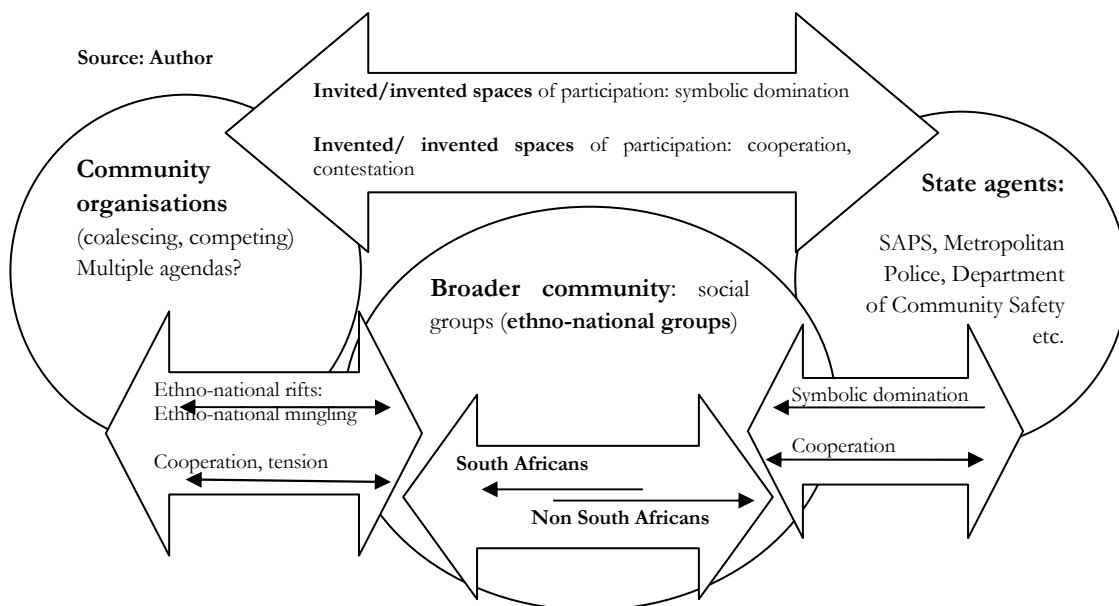 Source: Author
Invited/invented spaces of participation: symbolic domination
Invented/ invented spaces of participation: cooperation,
contestation
Community
organisations
(coalescing, competing)
Multiple agendas?
State agents:
SAPS, Metropolitan
Police, Department
of Community Safety
etc.
Broader community: social
groups (ethno-national groups)
Ethno-national rifts:
Ethno-national mingling
Cooperation, tension
South Africans
Non South Africans
Symbolic domination
Cooperation